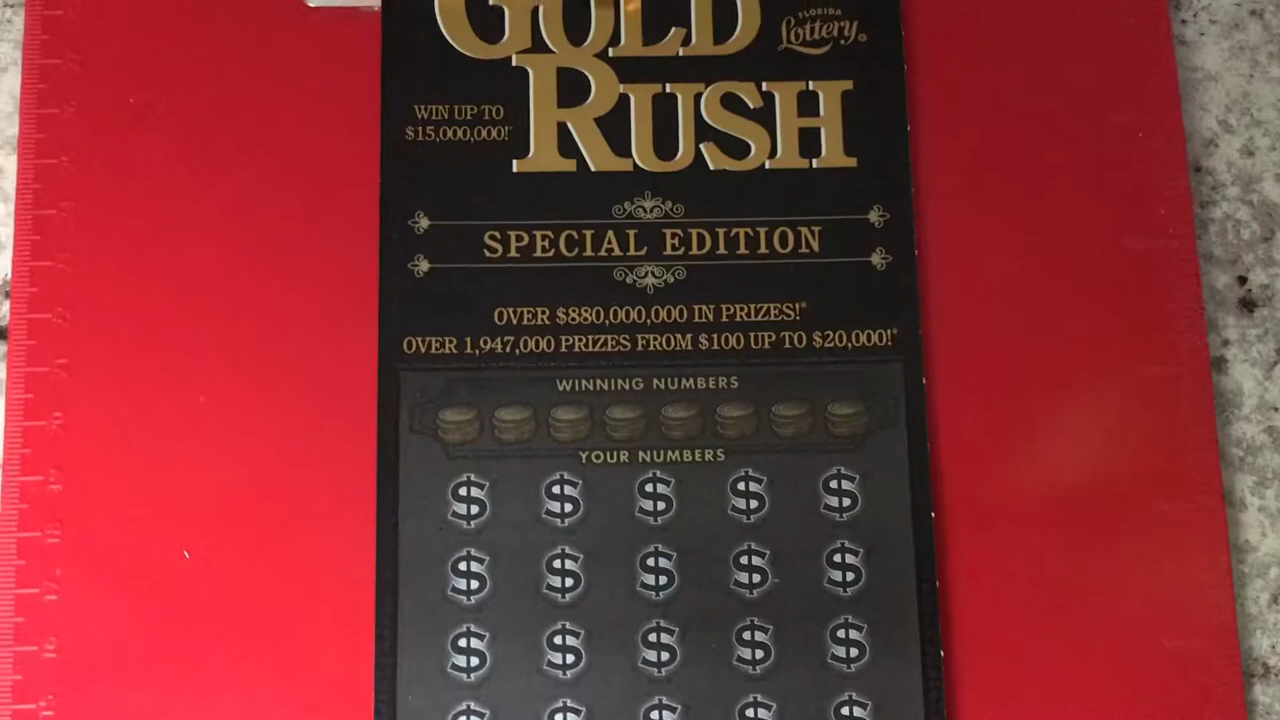 GOLD
FLORIDA
Lottery®
RUSH
WIN UP TO
$15,000,000!*
SPECIAL EDITION
OVER $880,000,000 IN PRIZES!*
OVER 1,947,000 PRIZES FROM $100 UP TO $20,000!*
WINNING NUMBERS
YOUR NUMBERS
$ $ $ $ $
$ $ $ $ $
$ $ $ $ $
$ $ $ $ $